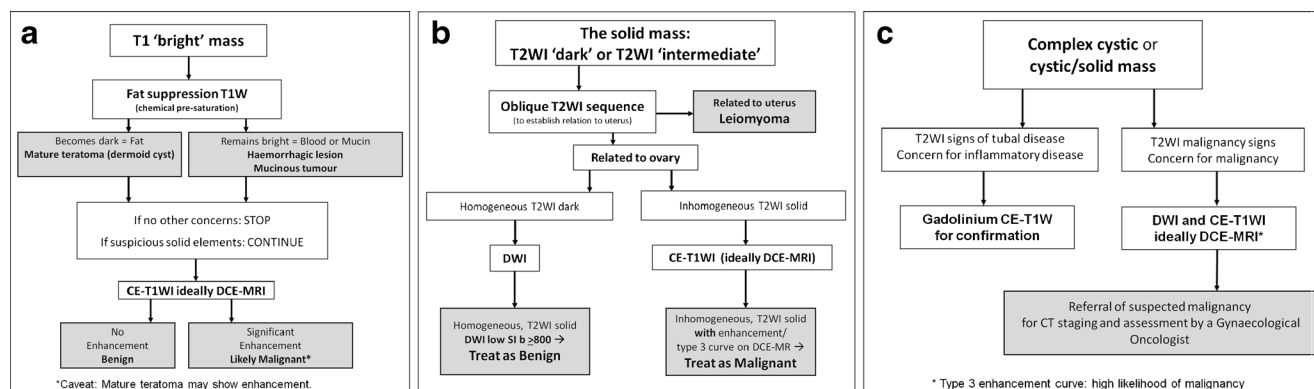 a
T1 ‘bright’ mass
Fat suppression T1W
(chemical pre-saturation)
Becomes dark = Fat
Mature teratoma (dermoid cyst)
Remains bright = Blood or Mucin
Haemorrhagic lesion
Mucinous tumour
If no other concerns: STOP
If suspicious solid elements: CONTINUE
CE-T1WI ideally DCE-MRI
No
Enhancement
Benign
Significant
Enhancement
Likely Malignant*
*Caveat: Mature teratoma may show enhancement.
b
The solid mass:
T2WI ‘dark’ or T2WI ‘intermediate’
Oblique T2WI sequence
(to establish relation to uterus)
Related to uterus
Leiomyoma
Related to ovary
Homogeneous T2WI dark
Inhomogeneous T2WI solid
DWI
CE-T1WI (ideally DCE-MRI)
Homogeneous, T2WI solid
DWI low SI b ≥800 →
Treat as Benign
Inhomogeneous, T2WI solid
with enhancement/
type 3 curve on DCE-MR →
Treat as Malignant
c
Complex cystic or
cystic/solid mass
T2WI signs of tubal disease
Concern for inflammatory disease
T2WI malignancy signs
Concern for malignancy
Gadolinium CE-T1W
for confirmation
DWI and CE-T1WI
ideally DCE-MRI*
Referral of suspected malignancy
for CT staging and assessment by a Gynaecological
Oncologist
* Type 3 enhancement curve: high likelihood of malignancy